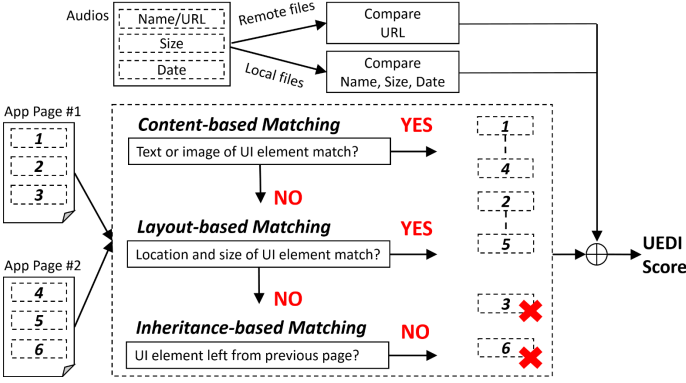 Audios
Name/URL
Size
Date
Remote files
Local files
Compare
URL
Compare
Name, Size, Date
App Page #1
1
2
3
App Page #2
4
5
6
Content-based Matching
YES
Text or image of UI element match?
NO
Layout-based Matching
YES
Location and size of UI element match?
NO
Inheritance-based Matching
NO
UI element left from previous page?
1
4
2
5
3
6
UEDI
Score